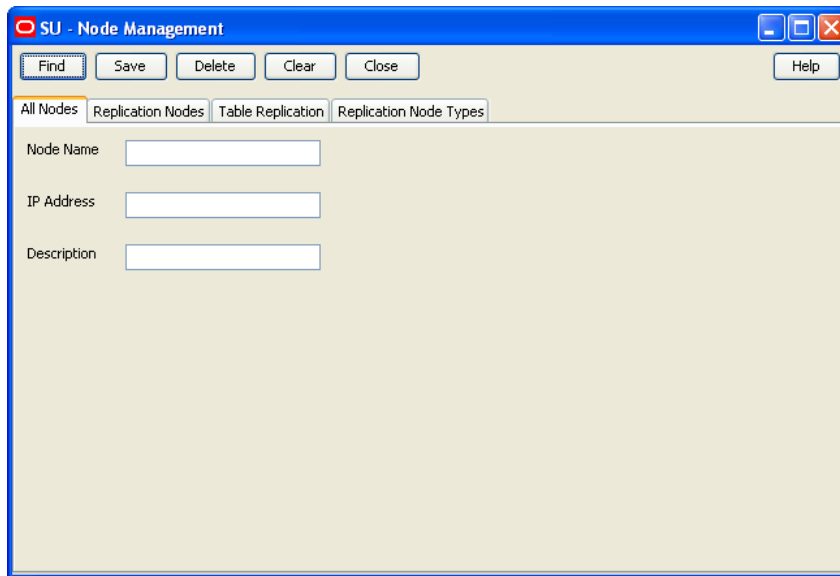 SU - Node Management
Find Save Delete Clear Close Help
All Nodes Replication Nodes Table Replication Replication Node Types
Node Name
IP Address
Description